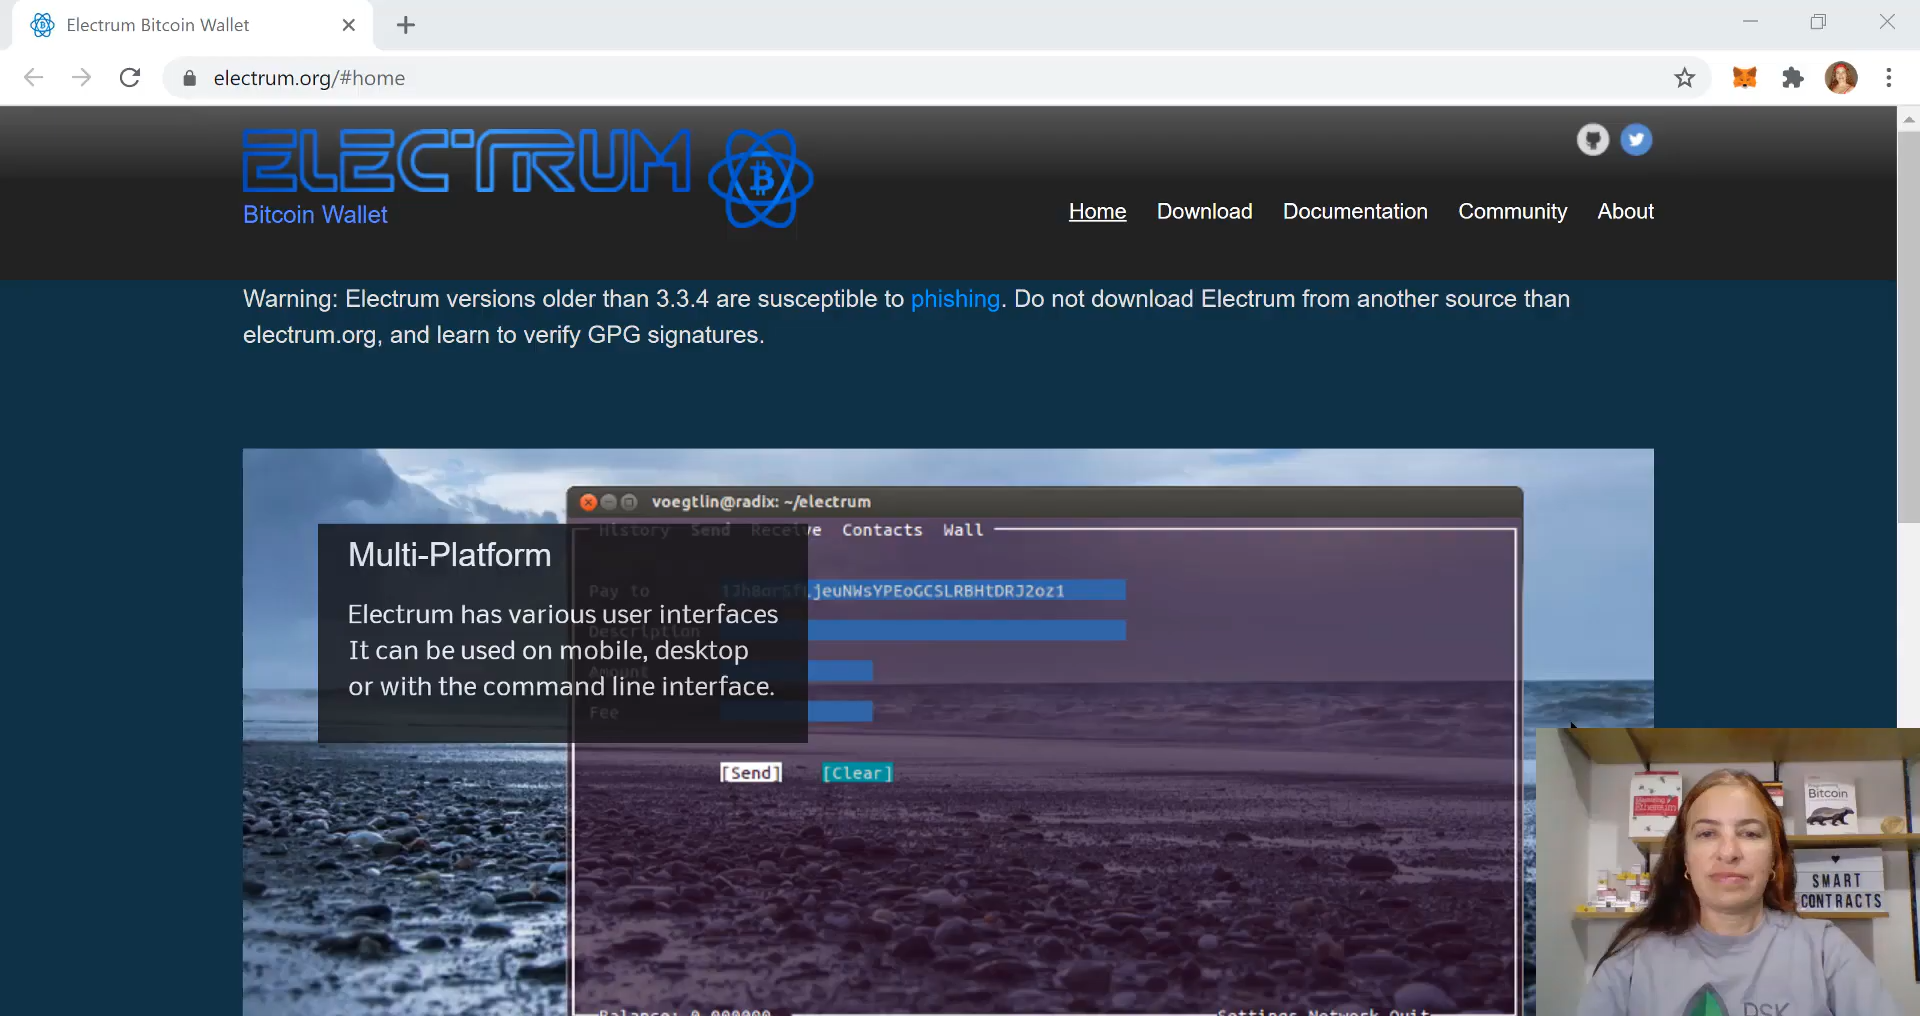 Electrum Bitcoin Wallet
electrum.org/#home
ELECTRUM
Bitcoin Wallet
Home Download Documentation Community About
Warning: Electrum versions older than 3.3.4 are susceptible to phishing. Do not download Electrum from another source than
electrum.org, and learn to verify GPG signatures.
voegtlin@radix: ~/electrum
History Send Receive Contacts Wall
Multi-Platform
Electrum has various user interfaces
It can be used on mobile, desktop
or with the command line interface.
Pay to
jeuNWsYPEoGCSLRBHtDRJ2oz1
Description
Amount
Fee
[Send] [Clear]
Balance: 0.000000
Settings Network Quit
Mastering
Ethereum
Programming
Bitcoin
SMART
CONTRACTS
RSK